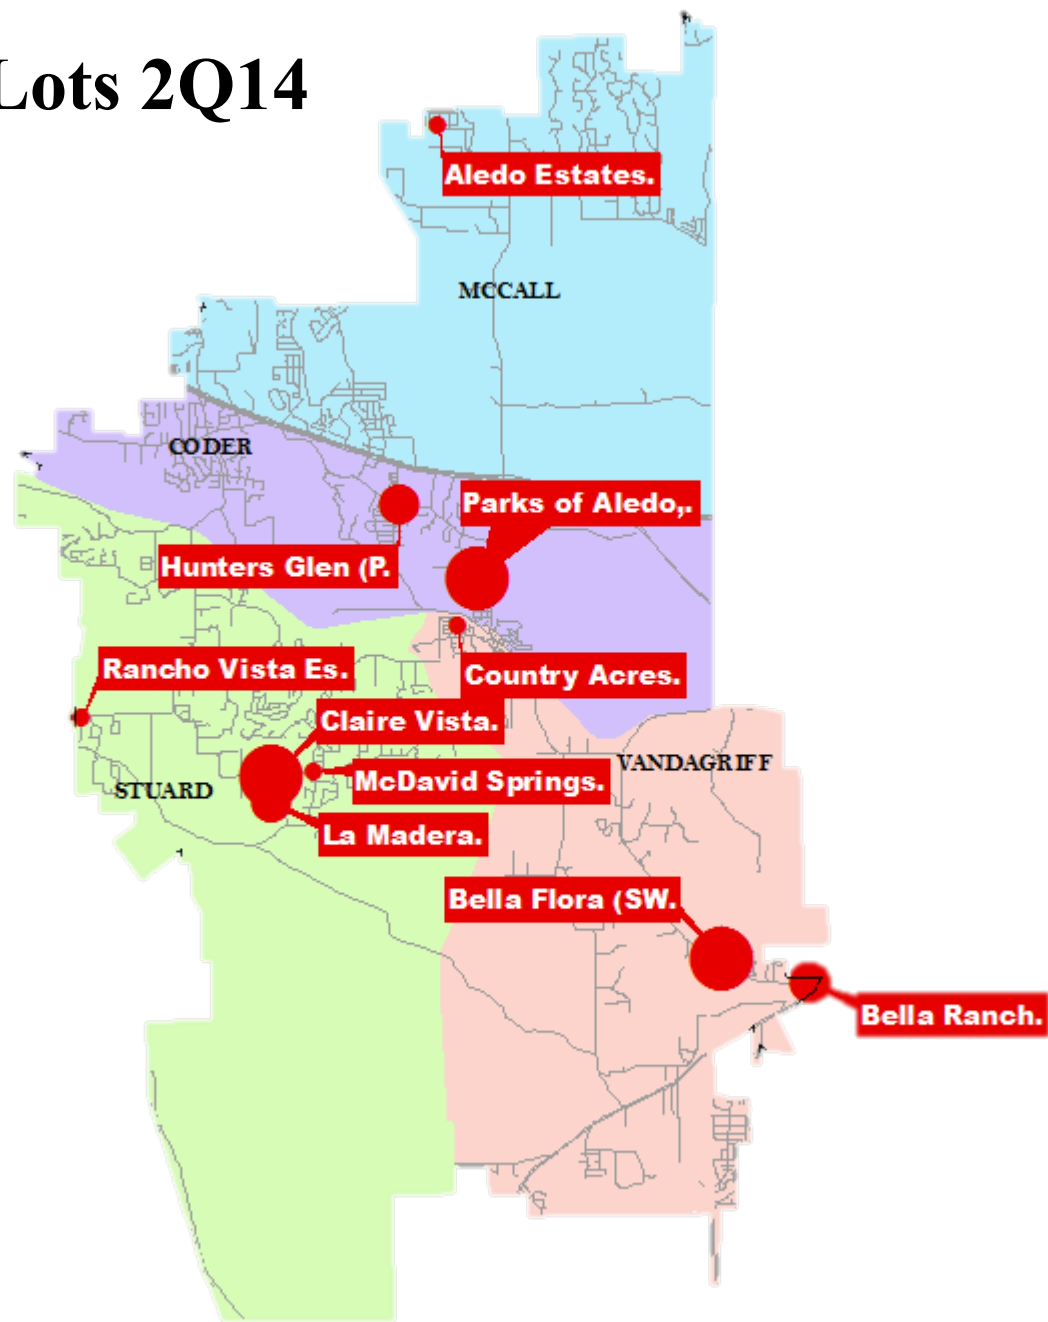 Lots 2Q14
Aledo Estates.
MCCALL
CODER
Parks of Aledo,.
Hunters Glen (P.
Rancho Vista Es.
Country Acres.
Claire Vista.
VANDAGRIFF
McDavid Springs.
STUARD
La Madera.
Bella Flora (SW.
Bella Ranch.